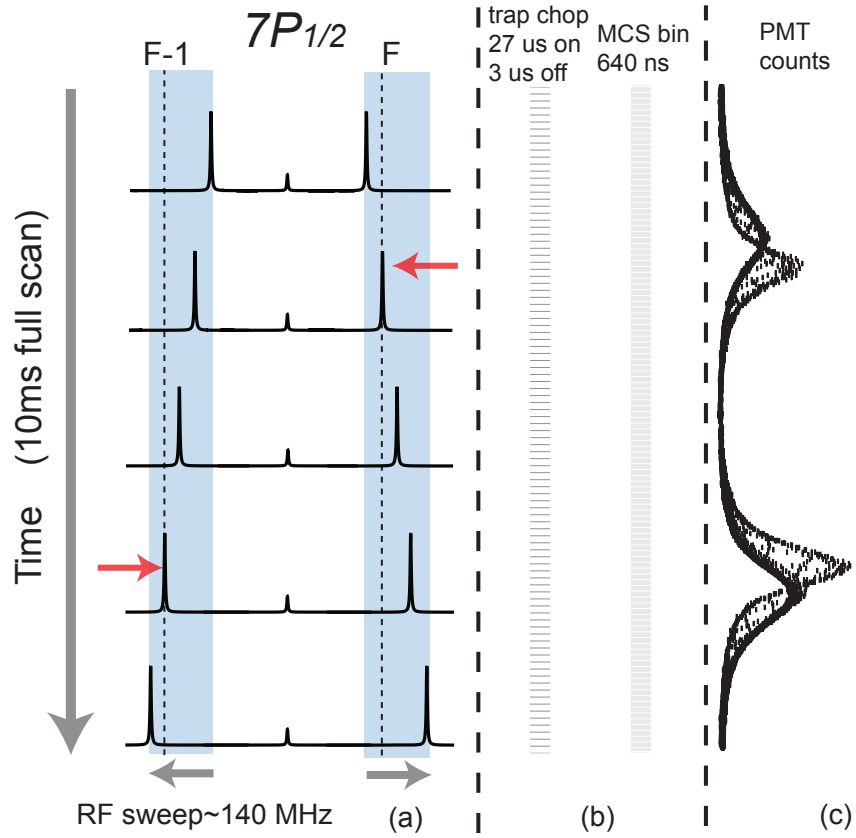 7P1/2
F-1
F
trap chop
27 us on
3 us off
MCS bin
640 ns
PMT
counts
Time (10ms full scan)
RF sweep~140 MHz
(a)
(b)
(c)